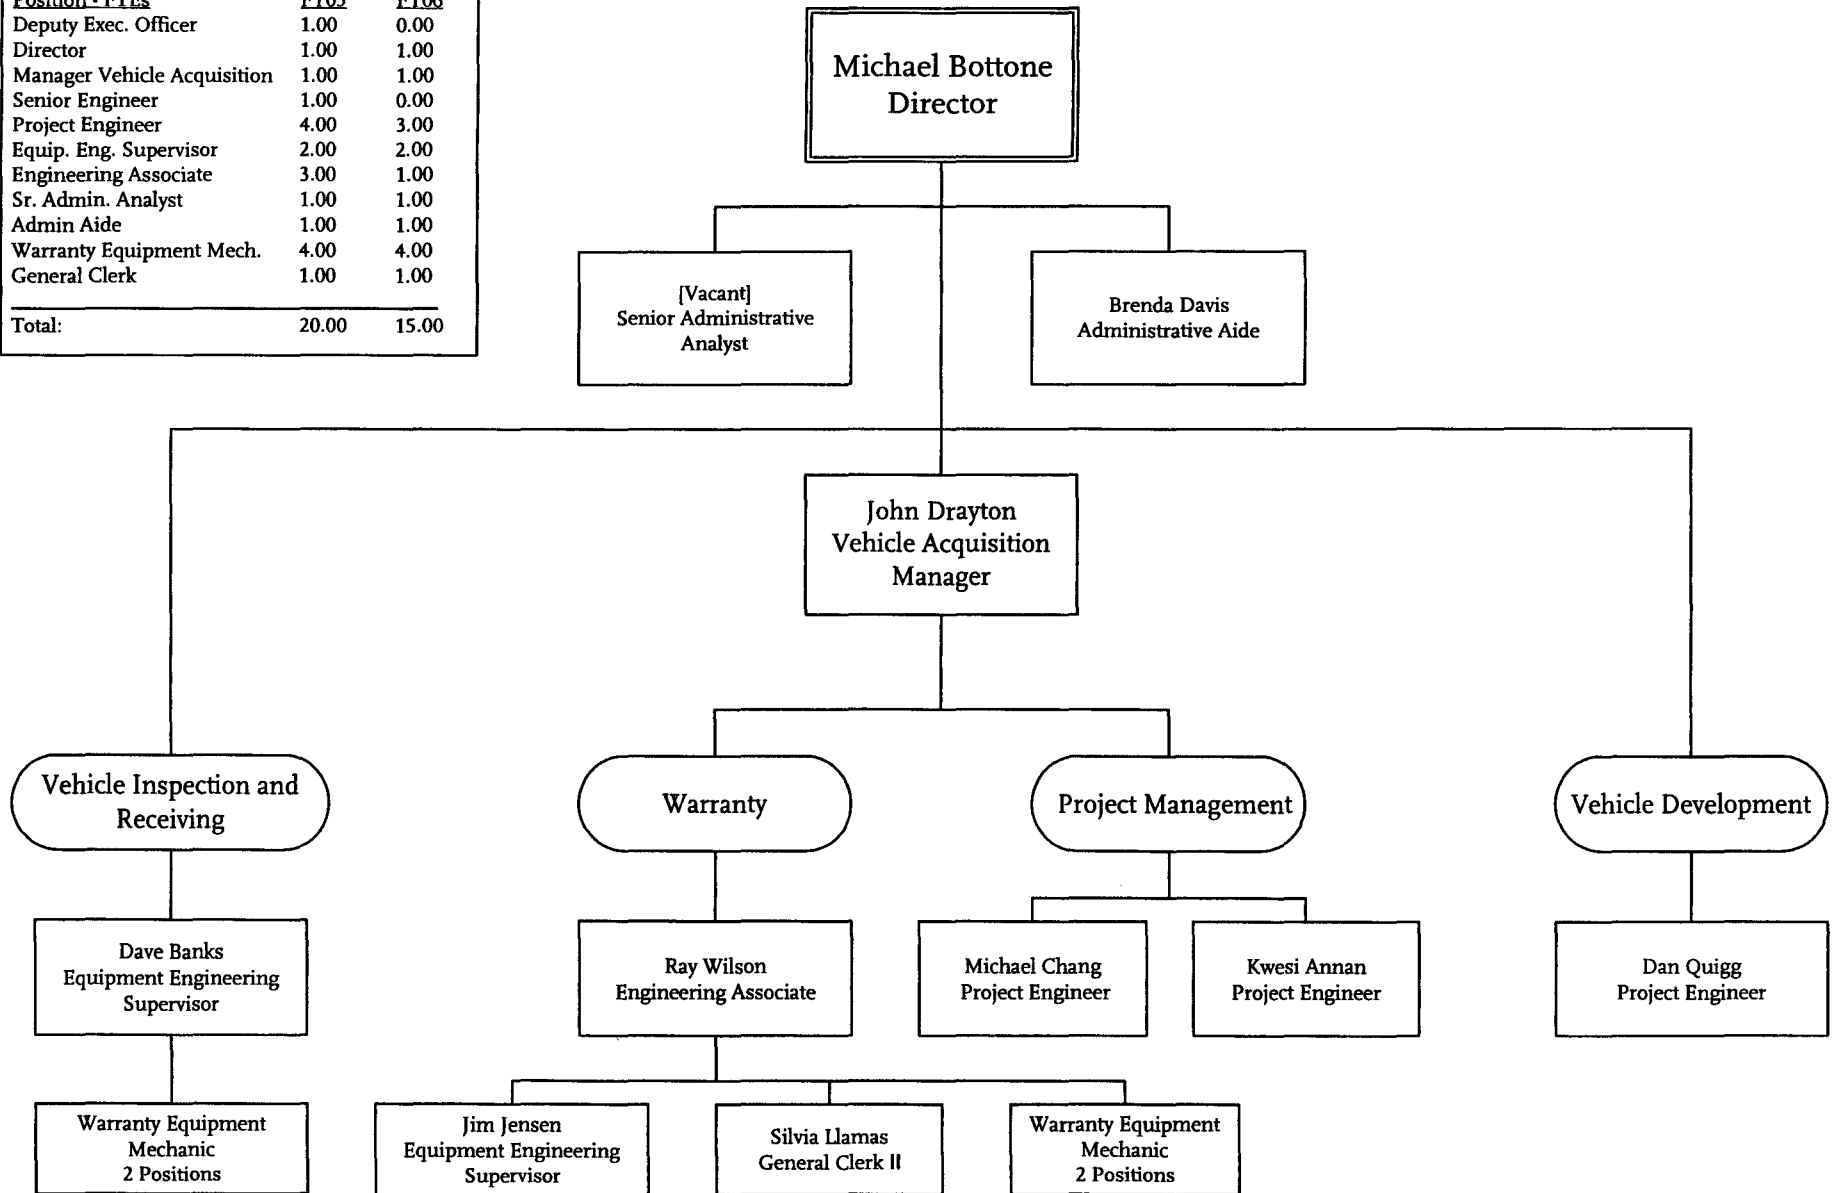 Position - FTEs FY05 FY06
Deputy Exec. Officer 1.00 0.00
Director 1.00 1.00
Manager Vehicle Acquisition 1.00 1.00
Senior Engineer 1.00 0.00
Project Engineer 4.00 3.00
Equip. Eng. Supervisor 2.00 2.00
Engineering Associate 3.00 1.00
Sr. Admin. Analyst 1.00 1.00
Admin Aide 1.00 1.00
Warranty Equipment Mech. 4.00 4.00
General Clerk 1.00 1.00
Total: 20.00 15.00
Michael Bottone
Director
[Vacant]
Senior Administrative
Analyst
Brenda Davis
Administrative Aide
John Drayton
Vehicle Acquisition
Manager
Vehicle Inspection and
Receiving
Warranty
Project Management
Vehicle Development
Dave Banks
Equipment Engineering
Supervisor
Ray Wilson
Engineering Associate
Michael Chang
Project Engineer
Kwesi Annan
Project Engineer
Dan Quigg
Project Engineer
Warranty Equipment
Mechanic
2 Positions
Jim Jensen
Equipment Engineering
Supervisor
Silvia Llamas
General Clerk II
Warranty Equipment
Mechanic
2 Positions